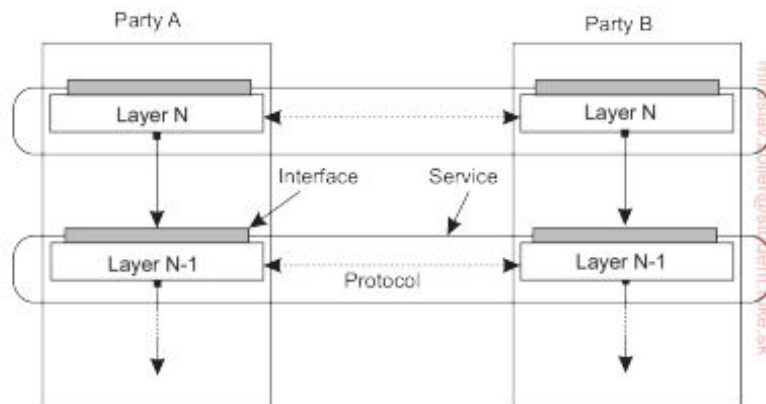 Party A
Party B
Layer N
Layer N
Interface
Service
Layer N-1
Layer N-1
Protocol